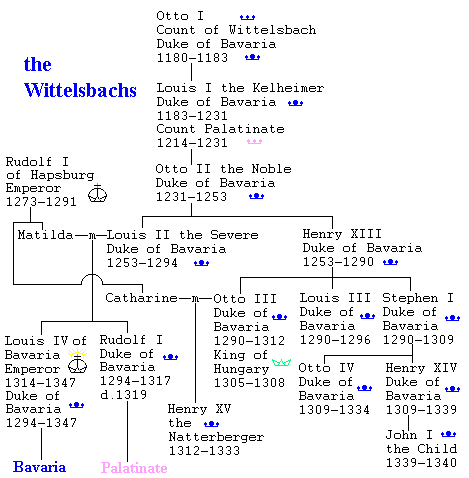 the
Wittelsbachs
Otto I
Count of Wittelsbach
Duke of Bavaria
1180-1183
Louis I the Kelheimer
Duke of Bavaria
1183-1231
Count Palatinate
1214-1231
Otto II the Noble
Duke of Bavaria
1231-1253
Rudolf I
of Hapsburg
Emperor
1273-1291
Matilda
m
Louis II the Severe
Duke of Bavaria
1253-1294
Henry XIII
Duke of Bavaria
1253-1290
Catharine
m
Otto III
Duke of
Bavaria
1290-1312
King of
Hungary
1305-1308
Louis III
Duke of
Bavaria
1290-1296
Stephen I
Duke of
Bavaria
1290-1309
Louis IV of
Bavaria
Emperor
1314-1347
Duke of
Bavaria
1294-1347
Rudolf I
Duke of
Bavaria
1294-1317
d.1319
Henry XV
the
Natterberger
1312-1333
Otto IV
Duke of
Bavaria
1309-1334
Henry XIV
Duke of
Bavaria
1309-1339
John I
the Child
1339-1340
Bavaria
Palatinate